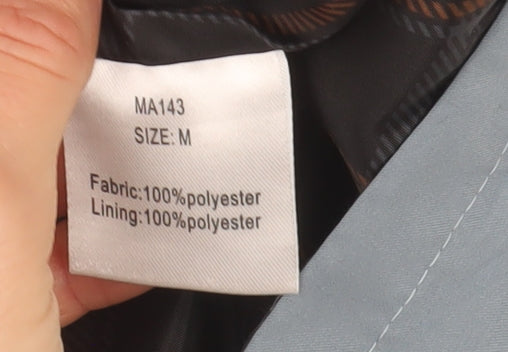 MA143
SIZE: M
Fabric:100%polyester
Lining:100%polyester